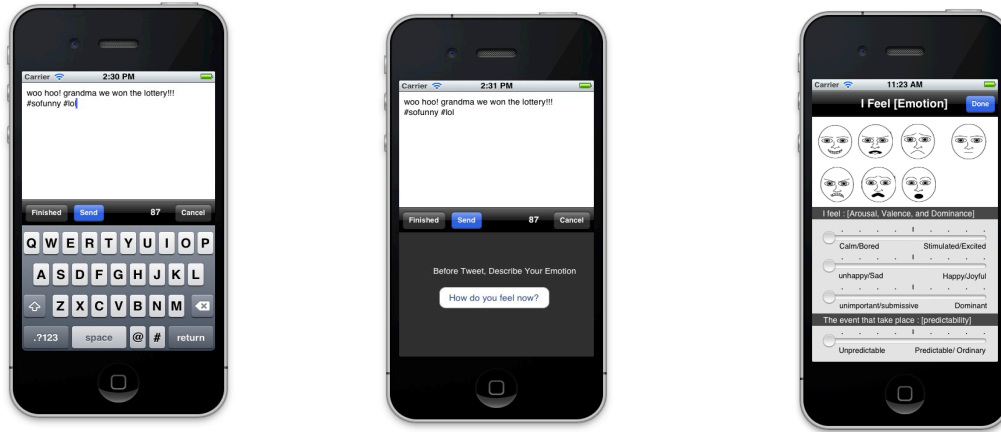 Carrier 2:30 PM
woo hoo! grandma we won the lottery!!!
#sofunny #lol
Finished Send 87 Cancel
Q W E R T Y U I O P
A S D F G H J K L
Z X C V B N M
.?123 space @ # return
Carrier 2:31 PM
woo hoo! grandma we won the lottery!!!
#sofunny #lol
Finished Send 87 Cancel
Before Tweet, Describe Your Emotion
How do you feel now?
Carrier 11:23 AM
I Feel [Emotion] Done
I feel : [Arousal, Valence, and Dominance]
Calm/Bored Stimulated/Excited
unhappy/Sad Happy/Joyful
unimportant/submissive Dominant
The event that take place : [predictability]
Unpredictable Predictable/ Ordinary